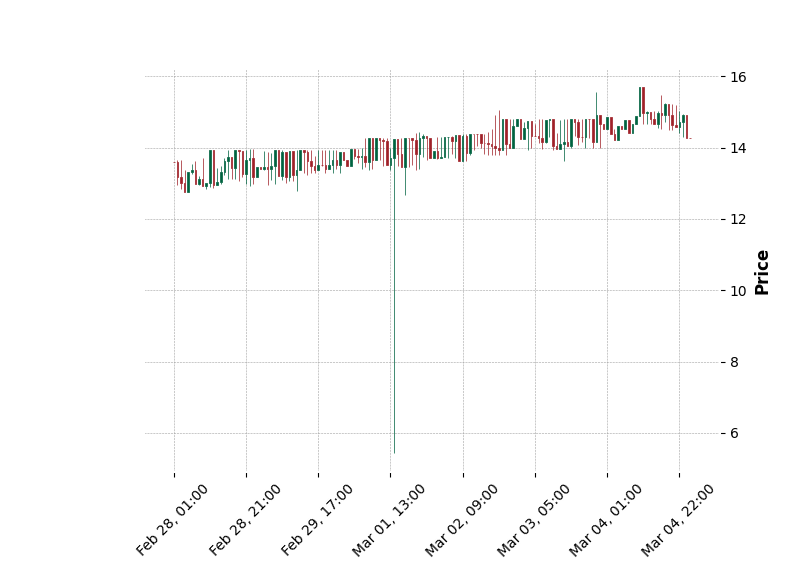 16
14
12
10
8
6
Price
Feb 28, 01:00
Feb 28, 21:00
Feb 29, 17:00
Mar 01, 13:00
Mar 02, 09:00
Mar 03, 05:00
Mar 04, 01:00
Mar 04, 22:00